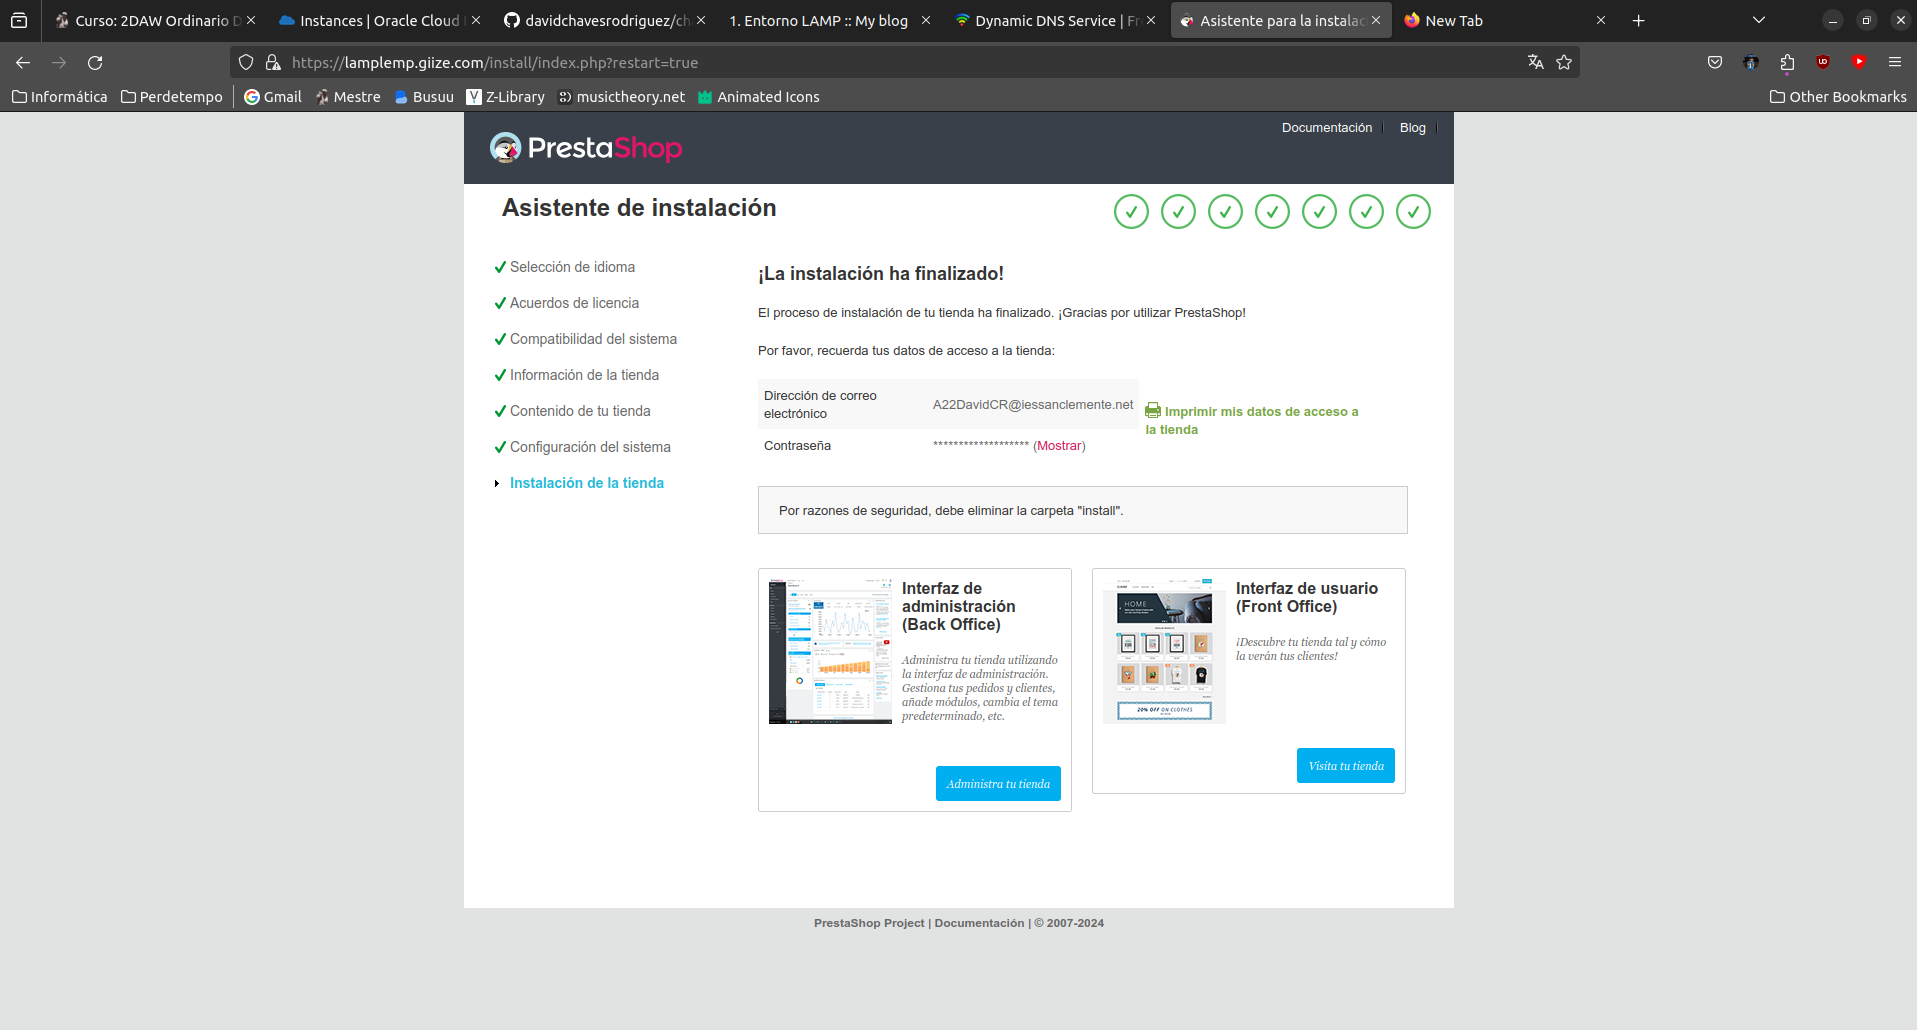 Curso: 2DAW Ordinario D
Instances | Oracle Cloud
davidchavesrodriguez/ch
1. Entorno LAMP :: My blog
Dynamic DNS Service | Fr
Asistente para la instalac
New Tab
https://lamplemp.giize.com/install/index.php?restart=true
Informática
Perdetempo
Gmail
Mestre
Busuu
Z-Library
musictheory.net
Animated Icons
Other Bookmarks
PrestaShop
Documentación
Blog
Asistente de instalación
Selección de idioma
Acuerdos de licencia
Compatibilidad del sistema
Información de la tienda
Contenido de tu tienda
Configuración del sistema
Instalación de la tienda
¡La instalación ha finalizado!
El proceso de instalación de tu tienda ha finalizado. ¡Gracias por utilizar PrestaShop!
Por favor, recuerda tus datos de acceso a la tienda:
Dirección de correo
electrónico
A22DavidCR@iessanclemente.net
Contraseña
******************* (Mostrar)
Imprimir mis datos de acceso a
la tienda
Por razones de seguridad, debe eliminar la carpeta "install".
Interfaz de
administración
(Back Office)
Administra tu tienda utilizando
la interfaz de administración.
Gestiona tus pedidos y clientes,
añade módulos, cambia el tema
predeterminado, etc.
Administra tu tienda
HOME
20% OFF ON CLOTHES
Interfaz de usuario
(Front Office)
¡Descubre tu tienda tal y cómo
la verán tus clientes!
Visita tu tienda
PrestaShop Project | Documentación | © 2007-2024